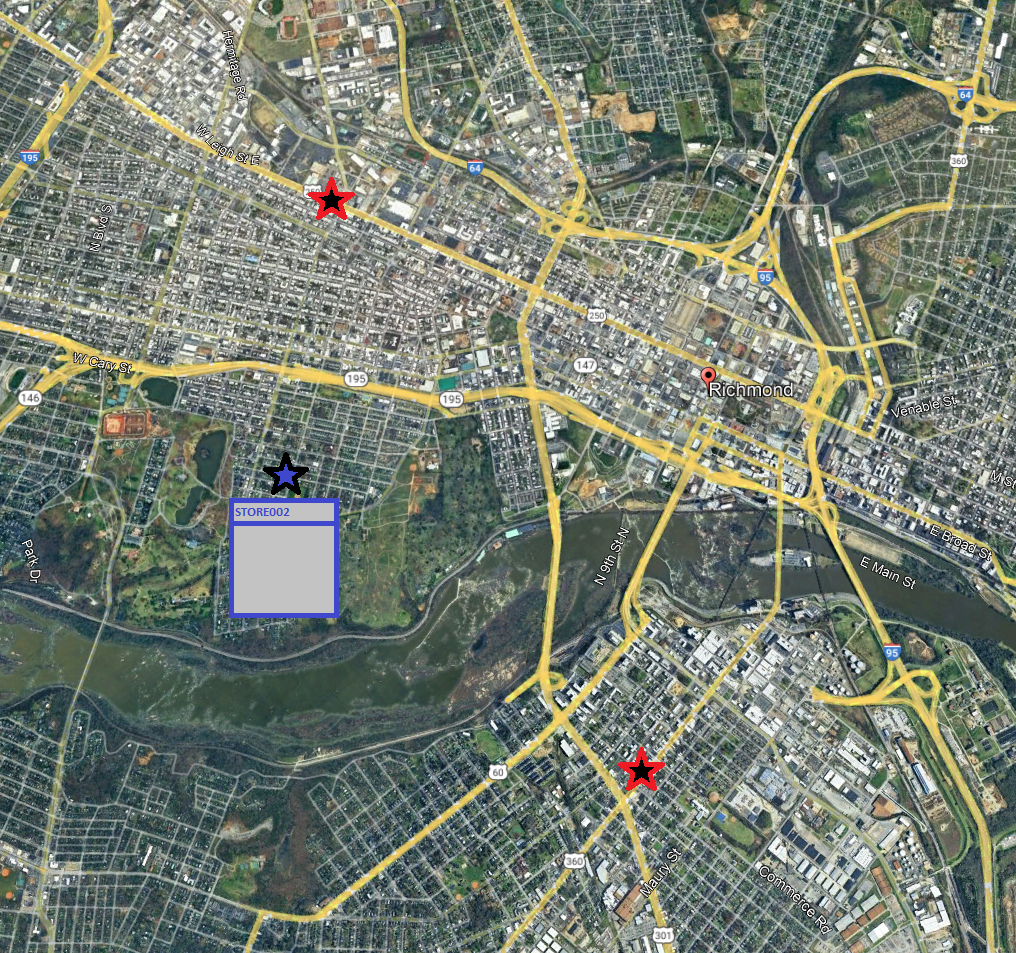 Hermitage Rd
64
W Leigh St E
195
64
360
N Blvd S
95
250
W Cary St
195
147
146
195
Richmond
Venable St
M St
STORE002
E Broad St
Park Dr
N 9th St N
E Main St
95
60
360
Maury St
Commerce Rd
301